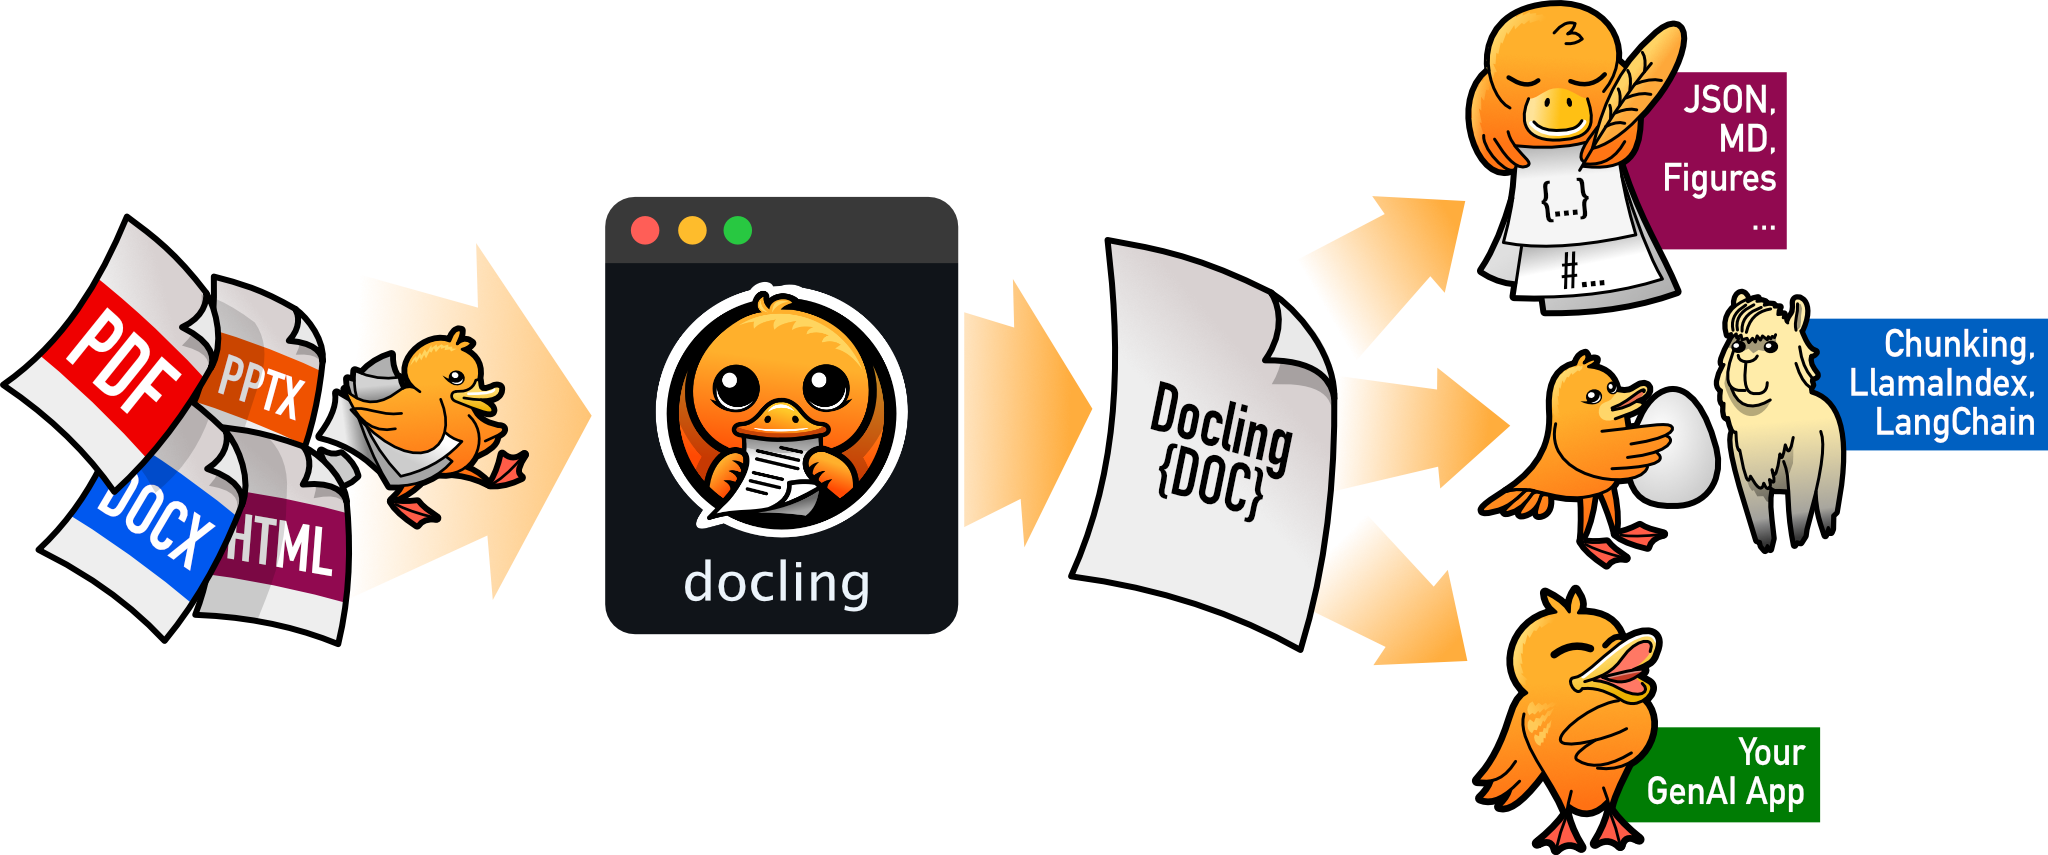 PDF
PPTX
DOCX
HTML
docling
Docling
{DOC}
{...}
#...
JSON,
MD,
Figures
...
Chunking,
LlamaIndex,
LangChain
Your
GenAI App